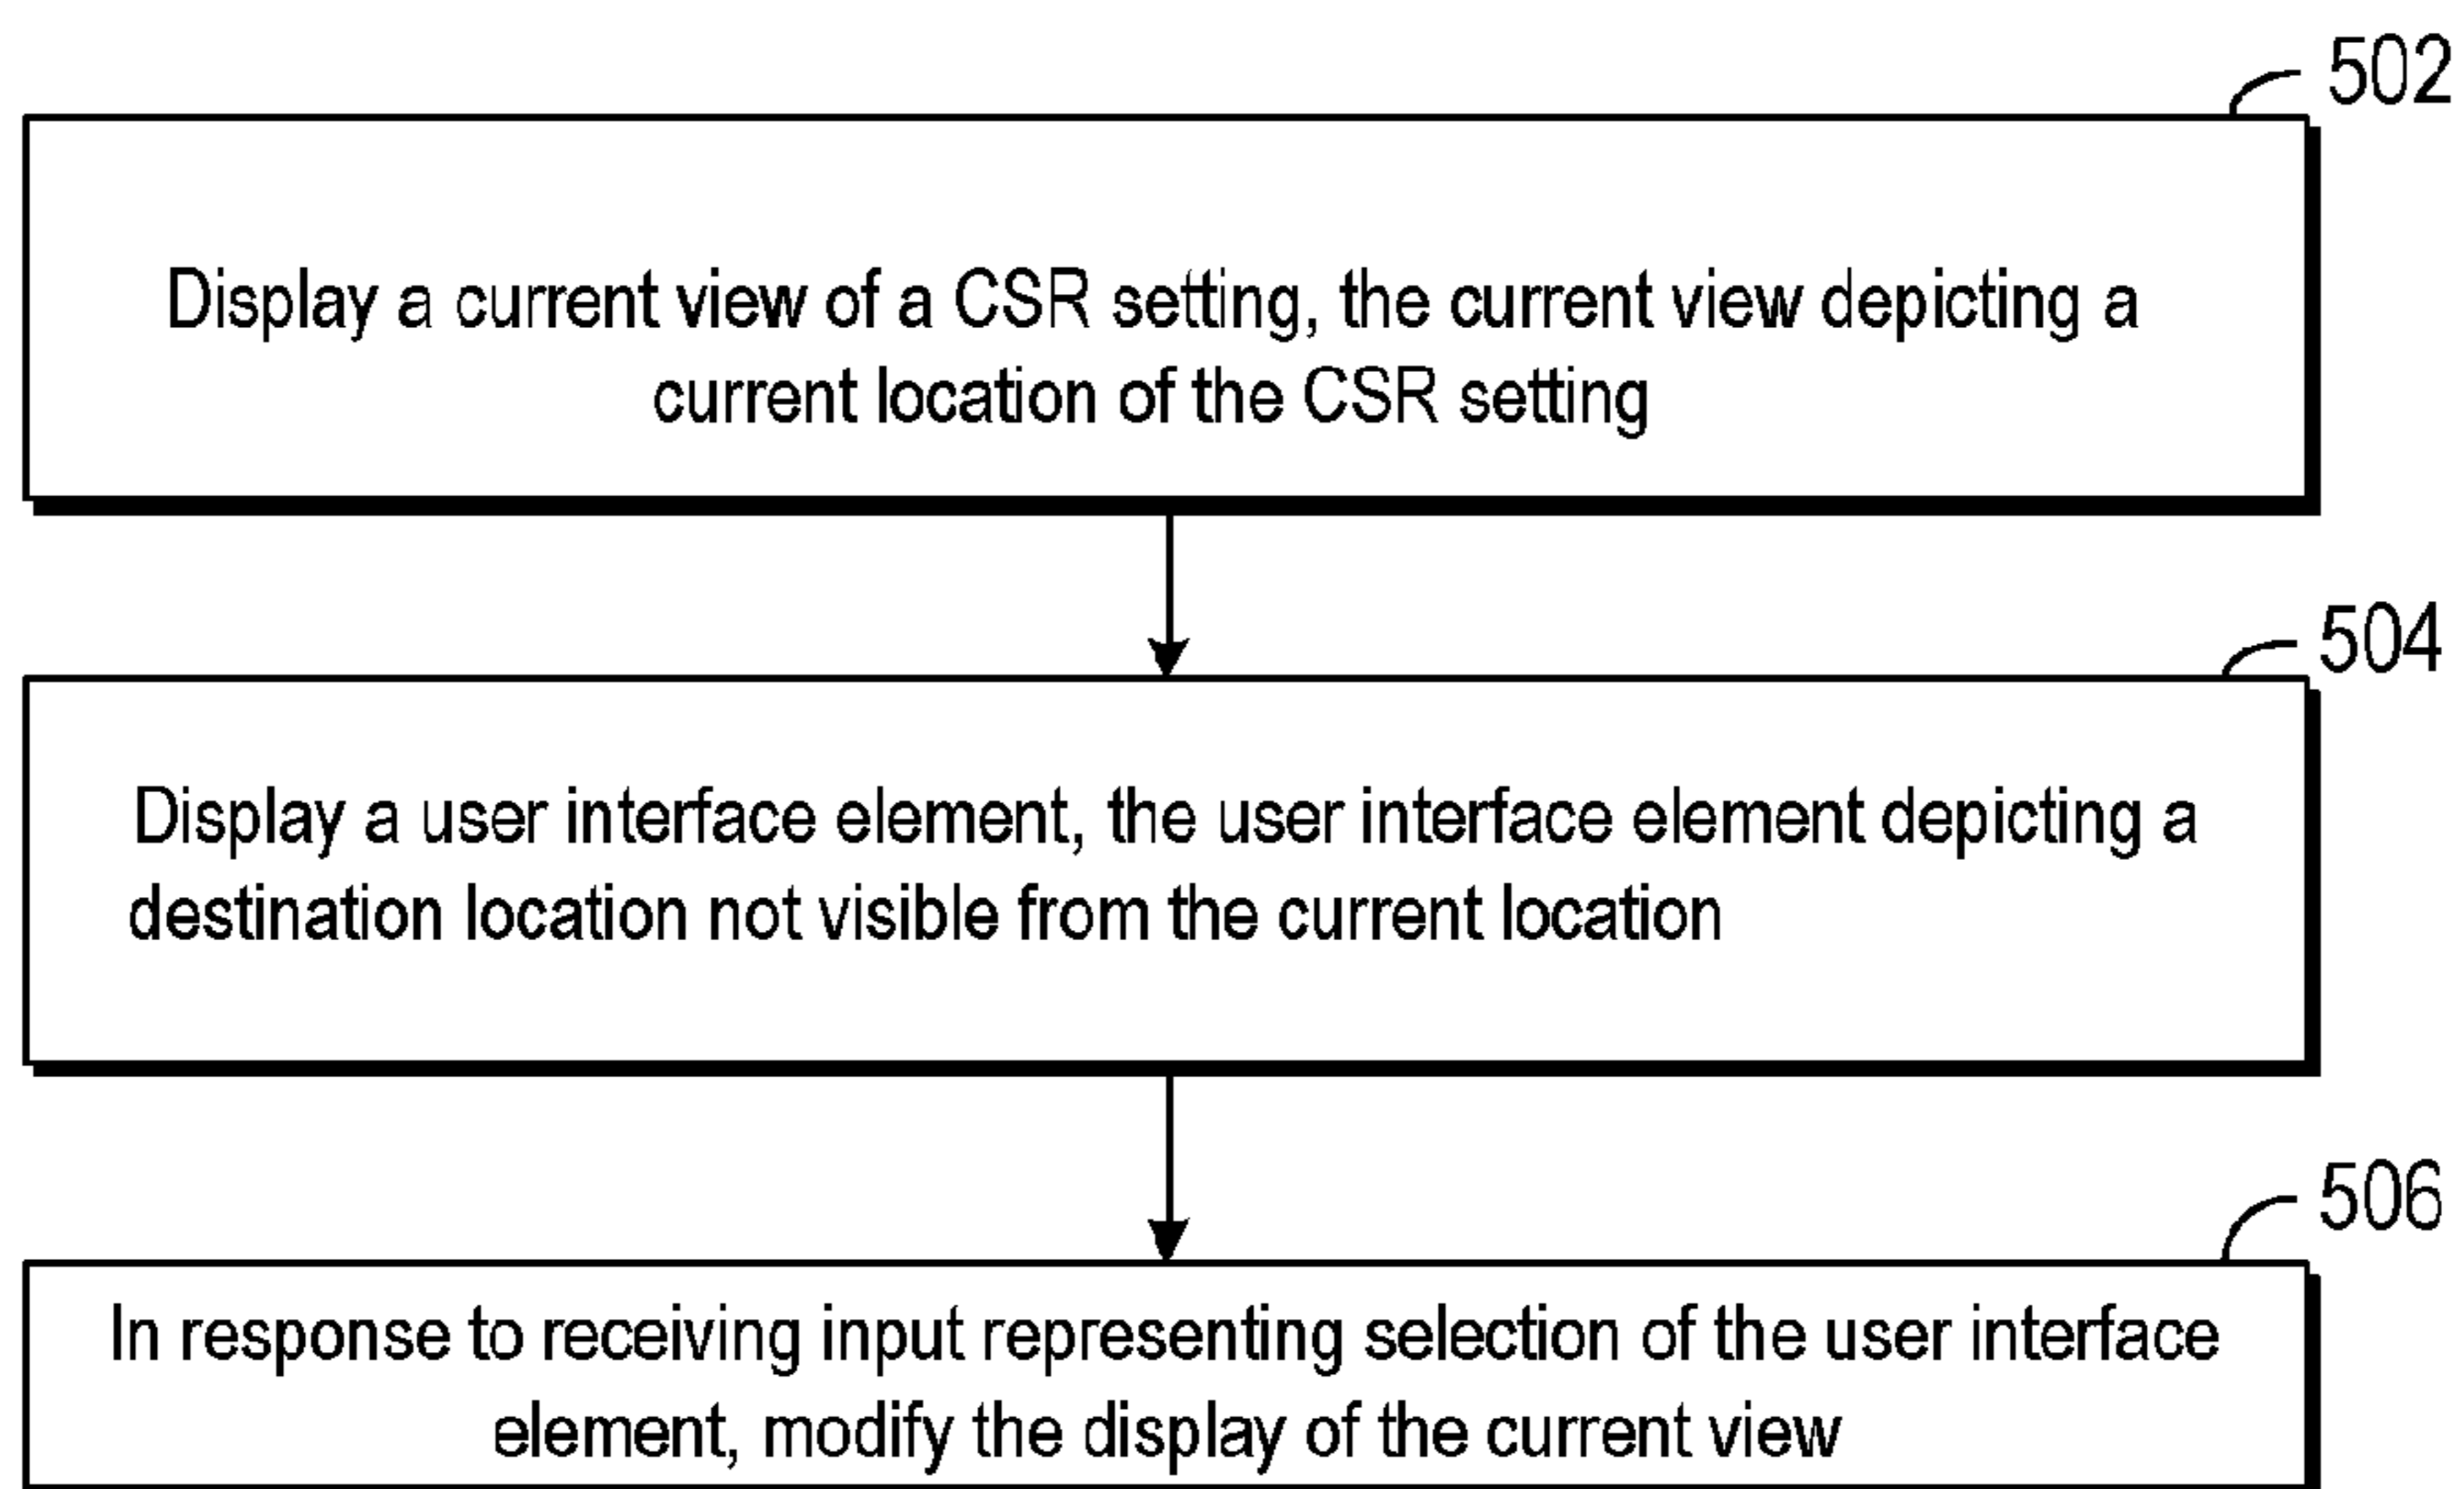 502
Display a current view of a CSR setting, the current view depicting a
current location of the CSR setting
504
Display a user interface element, the user interface element depicting a
destination location not visible from the current location
506
In response to receiving input representing selection of the user interface
element, modify the display of the current view